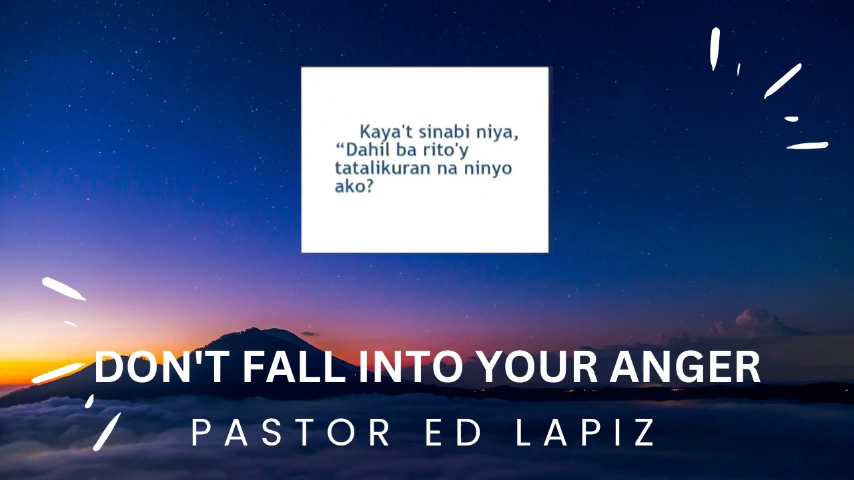 Kaya't sinabi niya,
“Dahil ba rito'y
tatalikuran na ninyo
ako?
DON'T FALL INTO YOUR ANGER
PASTOR ED LAPIZ